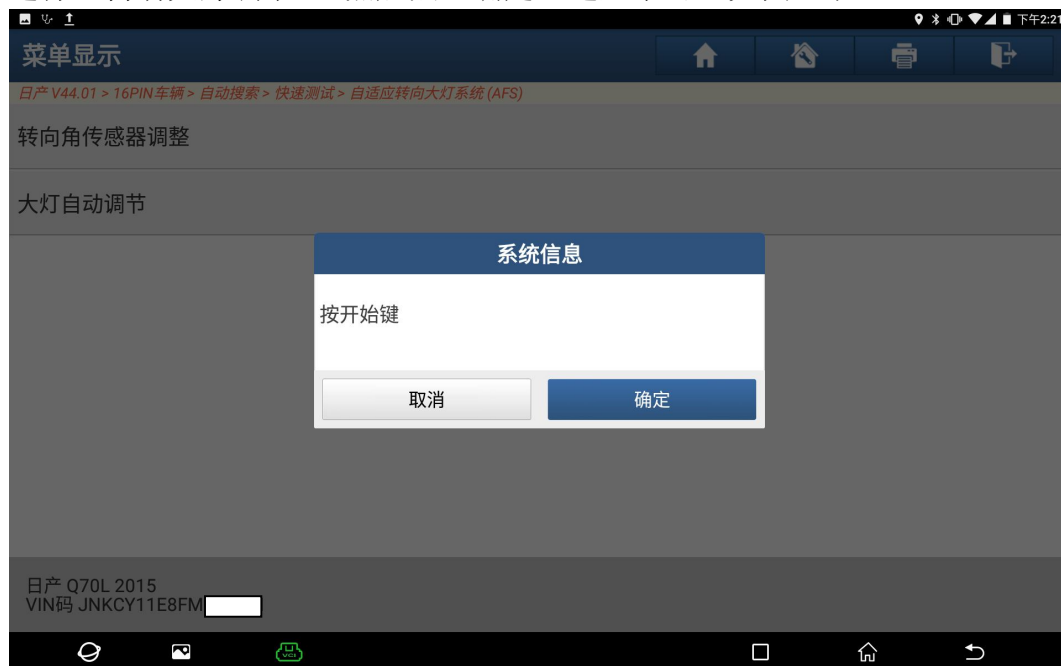 下午2:21
菜单显示
日产 V44.01 > 16PIN车辆 > 自动搜索 > 快速测试 > 自适应转向大灯系统 (AFS)
转向角传感器调整
大灯自动调节
系统信息
按开始键
取消
确定
日产 Q70L 2015
VIN码 JNKCY11E8FM
VCI